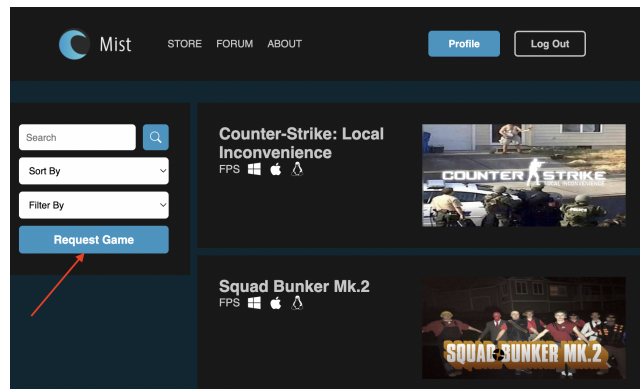 Mist
STORE FORUM ABOUT
Profile
Log Out
Search
Sort By
Filter By
Request Game
Counter-Strike: Local
Inconvenience
FPS
COUNTER STRIKE
LOCAL INCONVENIENCE
Squad Bunker Mk.2
FPS
SQUAD BUNKER MK.2